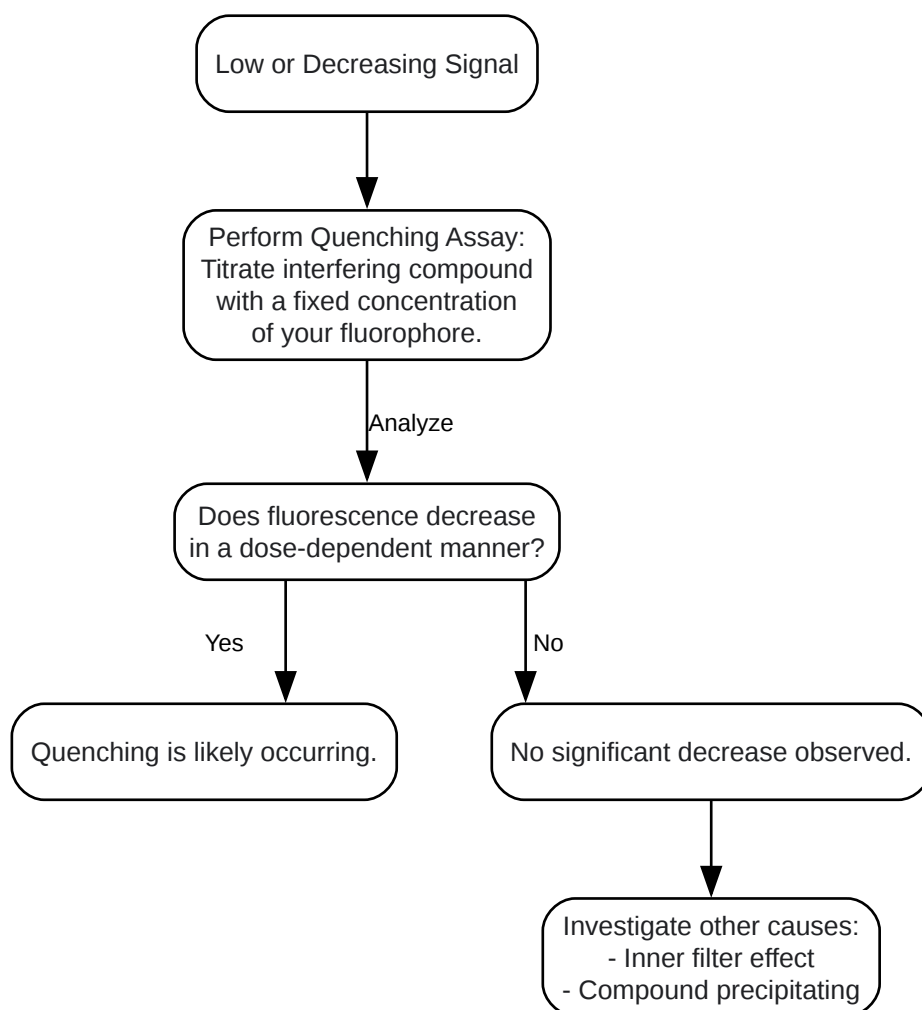 Low or Decreasing Signal
Perform Quenching Assay:
Titrate interfering compound
with a fixed concentration
of your fluorophore.
Analyze
Does fluorescence decrease
in a dose-dependent manner?
Yes
No
Quenching is likely occurring.
No significant decrease observed.
Investigate other causes:
- Inner filter effect
- Compound precipitating